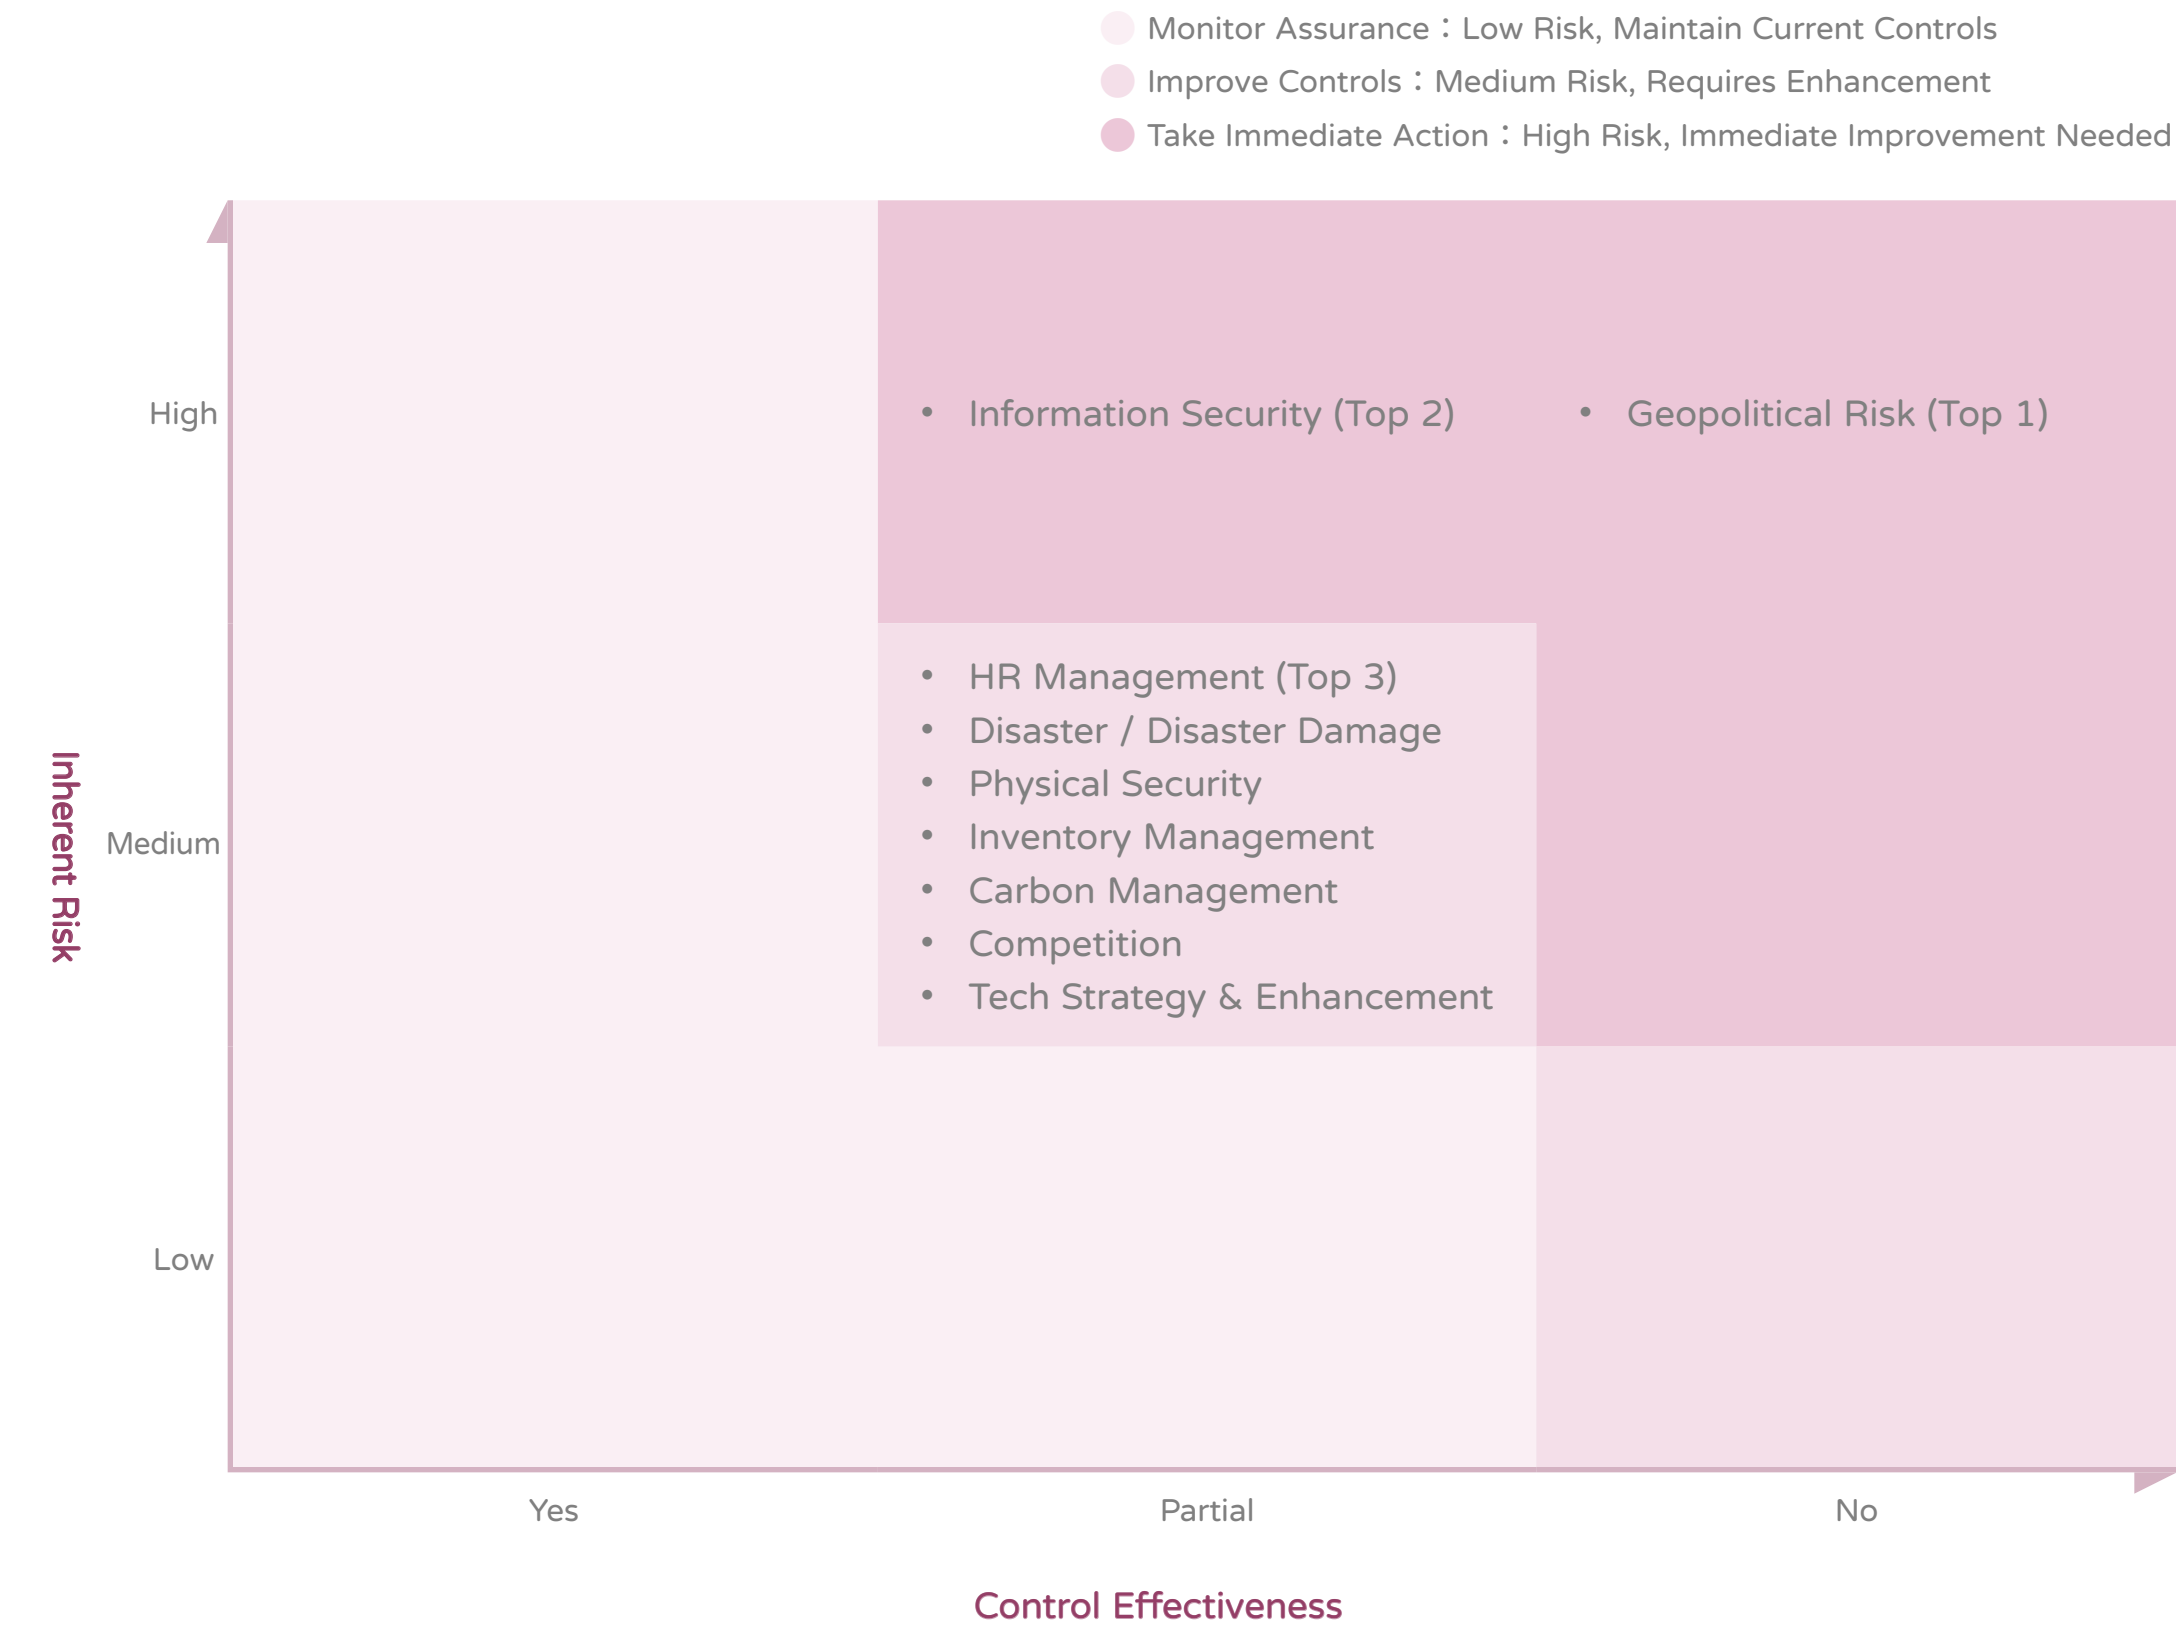 Monitor Assurance：Low Risk, Maintain Current Controls
Improve Controls：Medium Risk, Requires Enhancement
Take Immediate Action：High Risk, Immediate Improvement Needed
Inherent Risk
High
• Information Security (Top 2)
• Geopolitical Risk (Top 1)
Medium
• HR Management (Top 3)
• Disaster / Disaster Damage
• Physical Security
• Inventory Management
• Carbon Management
• Competition
• Tech Strategy & Enhancement
Low
Yes
Partial
No
Control Effectiveness